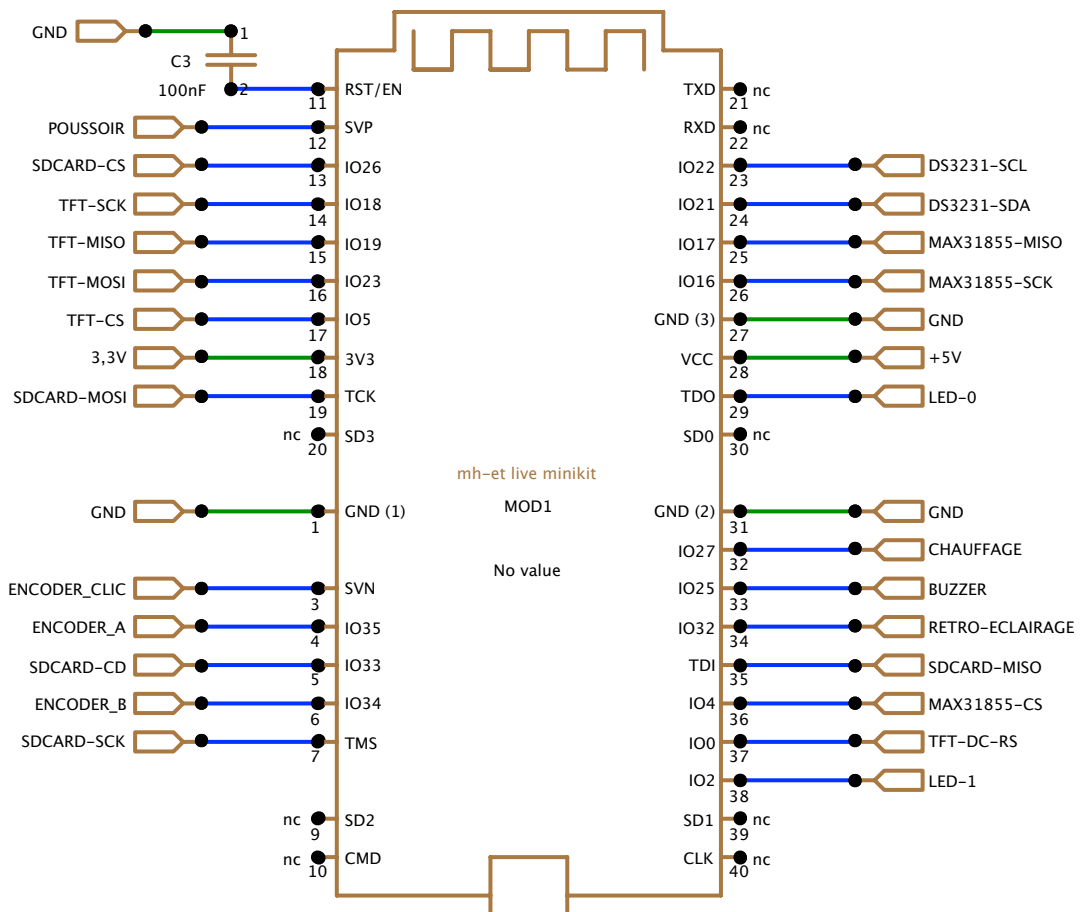 GND 1
C3
100nF 2 11 RST/EN
POUSSOIR 12 SVP
SDCARD-CS 13 IO26
TFT-SCK 14 IO18
TFT-MISO 15 IO19
TFT-MOSI 16 IO23
TFT-CS 17 IO5
3,3V 18 3V3
SDCARD-MOSI 19 TCK
nc 20 SD3
GND 1 GND (1)
ENCODER_CLIC 3 SVN
ENCODER_A 4 IO35
SDCARD-CD 5 IO33
ENCODER_B 6 IO34
SDCARD-SCK 7 TMS
nc 9 SD2
nc 10 CMD
mh-et live minikit
MOD1
No value
TXD 21 nc
RXD 22 nc
IO22 23 DS3231-SCL
IO21 24 DS3231-SDA
IO17 25 MAX31855-MISO
IO16 26 MAX31855-SCK
GND (3) 27 GND
VCC 28 +5V
TDO 29 LED-0
SD0 30 nc
GND (2) 31 GND
IO27 32 CHAUFFAGE
IO25 33 BUZZER
IO32 34 RETRO-ECLAIRAGE
TDI 35 SDCARD-MISO
IO4 36 MAX31855-CS
IO0 37 TFT-DC-RS
IO2 38 LED-1
SD1 39 nc
CLK 40 nc